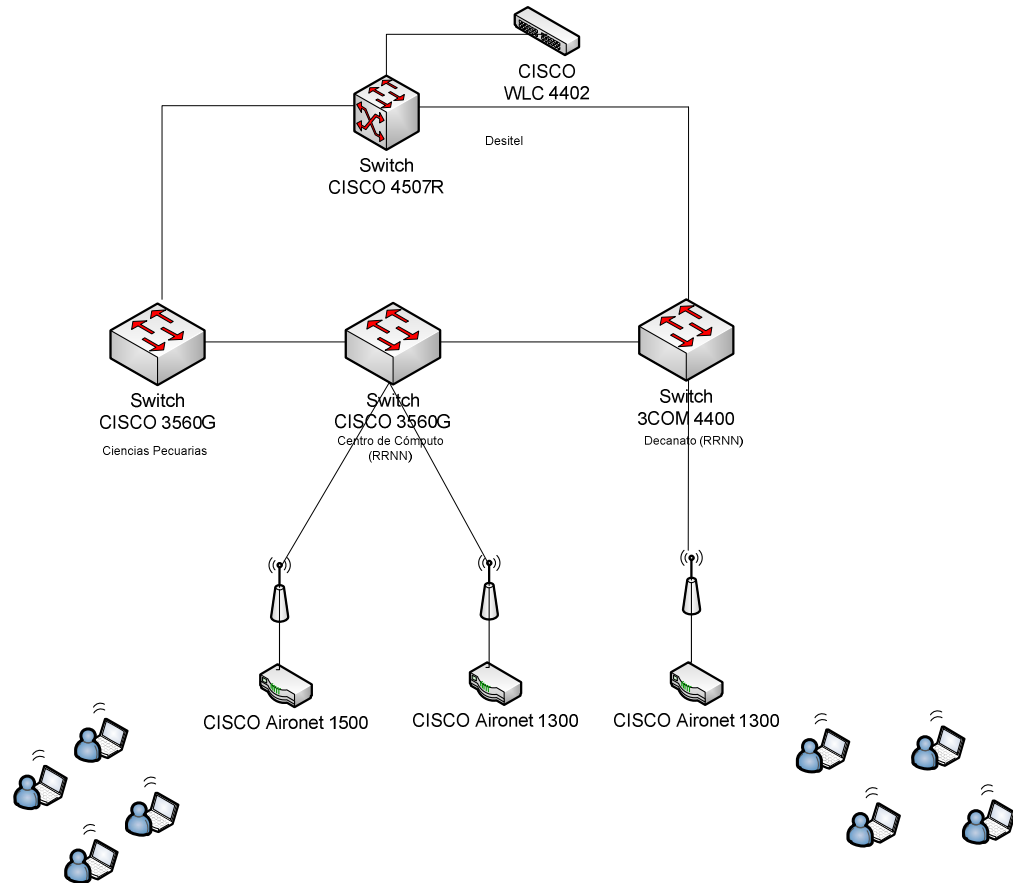 CISCO
WLC 4402
Desitel
Switch
CISCO 4507R
Switch
CISCO 3560G
Ciencias Pecuarias
Switch
CISCO 3560G
Centro de Cómputo
(RRNN)
Switch
3COM 4400
Decanato (RRNN)
CISCO Aironet 1500
CISCO Aironet 1300
CISCO Aironet 1300